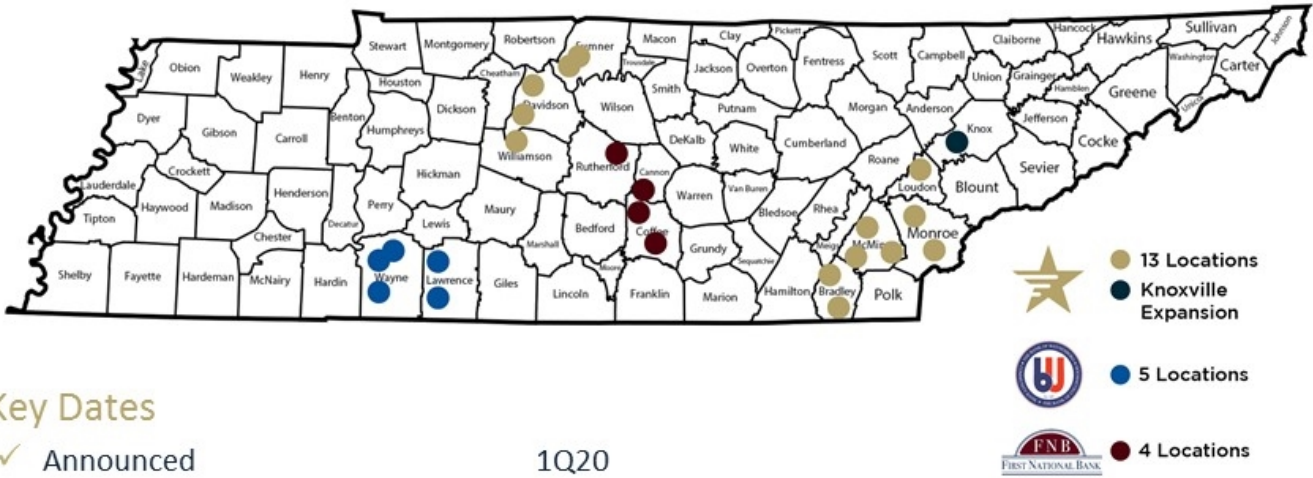 Stewart
Montgomery
Robertson
Sumner
Macon
Clay
Pickett
Scott
Campbell
Claiborne
Hancock
Hawkins
Sullivan
Johnson
Lake
Obion
Weakley
Henry
Houston
Cheatham
Trousdale
Jackson
Overton
Fentress
Union
Grainger
Hamblen
Washington
Carter
Greene
Unicoi
Dyer
Gibson
Carroll
Benton
Humphreys
Dickson
Davidson
Wilson
Smith
Putnam
Morgan
Anderson
Knox
Jefferson
Cocke
Crockett
Williamson
Rutherford
Cannon
DeKalb
White
Cumberland
Roane
Loudon
Blount
Sevier
Lauderdale
Haywood
Madison
Henderson
Decatur
Perry
Hickman
Maury
Warren
Van Buren
Bledsoe
Rhea
Tipton
Chester
Lewis
Marshall
Bedford
Coffee
Grundy
Sequatchie
Meigs
McMi
Monroe
Shelby
Fayette
Hardeman
McNairy
Hardin
Wayne
Lawrence
Giles
Lincoln
Moore
Franklin
Marion
Hamilton
Bradley
Polk
13 Locations
Knoxville
Expansion
5 Locations
FNB
FIRST NATIONAL BANK
4 Locations
Key Dates
✓ Announced 1Q20